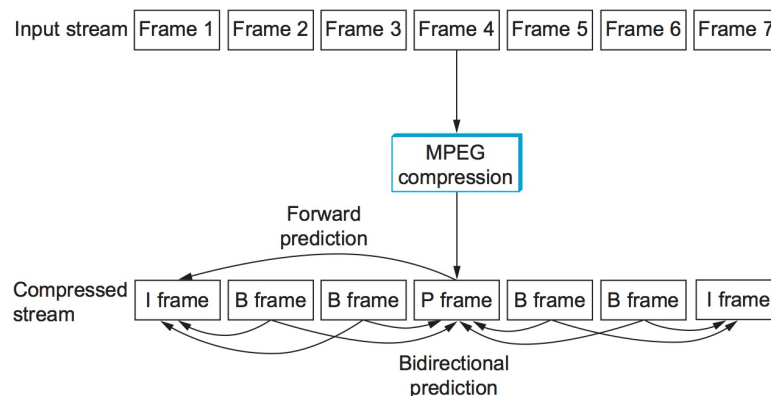 Input stream Frame 1 Frame 2 Frame 3 Frame 4 Frame 5 Frame 6 Frame 7
MPEG
compression
Forward
prediction
Compressed
stream
I frame B frame B frame P frame B frame B frame I frame
Bidirectional
prediction